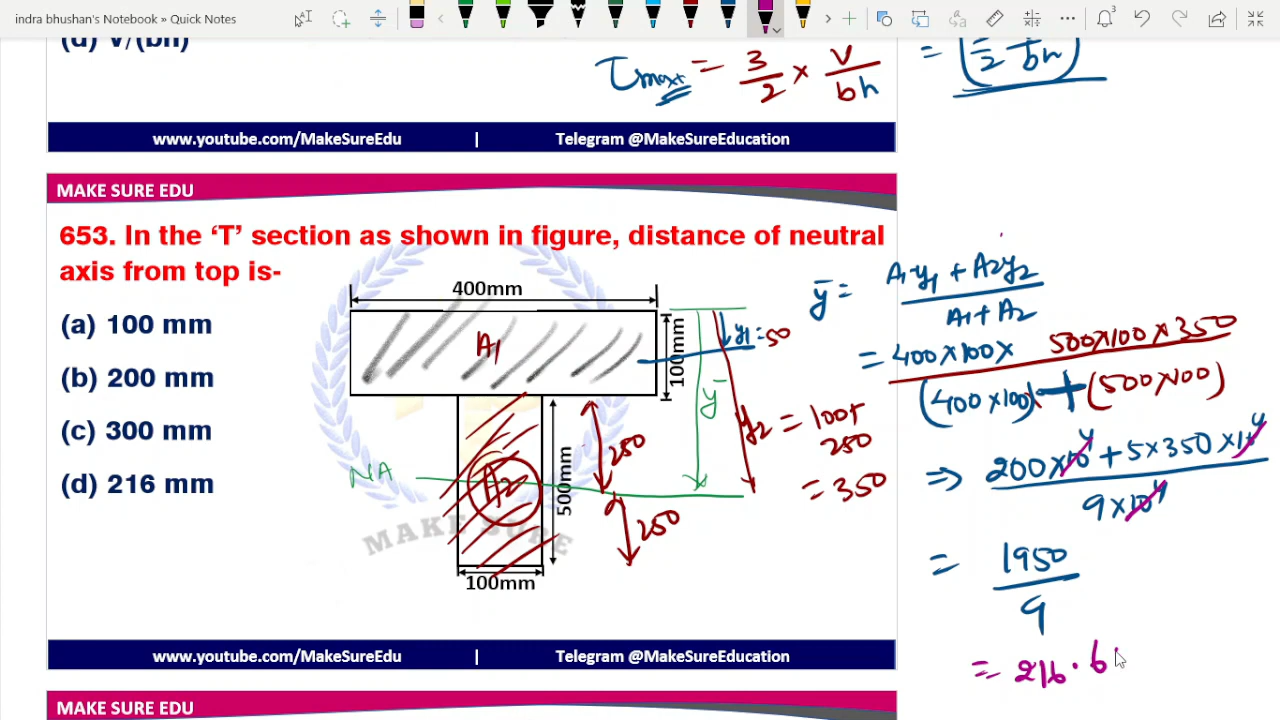 indra bhushan's Notebook » Quick Notes
(d) V/(bh)
τmax = 3/2 × V/bh
=
2 bh
www.youtube.com/MakeSureEdu | Telegram @MakeSureEducation
MAKE SURE EDU
653. In the ‘T’ section as shown in figure, distance of neutral
axis from top is-
(a) 100 mm
(b) 200 mm
(c) 300 mm
(d) 216 mm
400mm
A1
100mm
y1 = 50
ȳ
y2 = 100+
250
= 350
NA
A2
500mm
250
250
100mm
MAKE SURE
ȳ = A1y1 + A2y2
A1 + A2
= 400×100× 500×100×350
(400×100) + (500×100)
⇒ 200×10⁴ + 5×350×10⁴
9×10⁴
= 1950
9
= 216.6
www.youtube.com/MakeSureEdu | Telegram @MakeSureEducation
MAKE SURE EDU